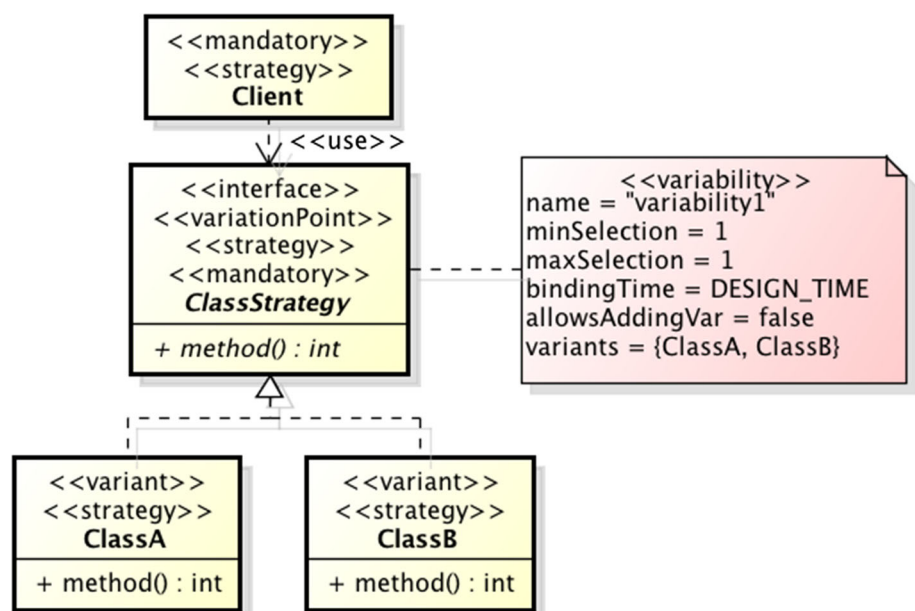 <<mandatory>>
<<strategy>>
Client
<<use>>
<<interface>>
<<variationPoint>>
<<strategy>>
<<mandatory>>
ClassStrategy
+ method() : int
<<variability>>
name = "variability1"
minSelection = 1
maxSelection = 1
bindingTime = DESIGN_TIME
allowsAddingVar = false
variants = {ClassA, ClassB}
<<variant>>
<<strategy>>
ClassA
+ method() : int
<<variant>>
<<strategy>>
ClassB
+ method() : int